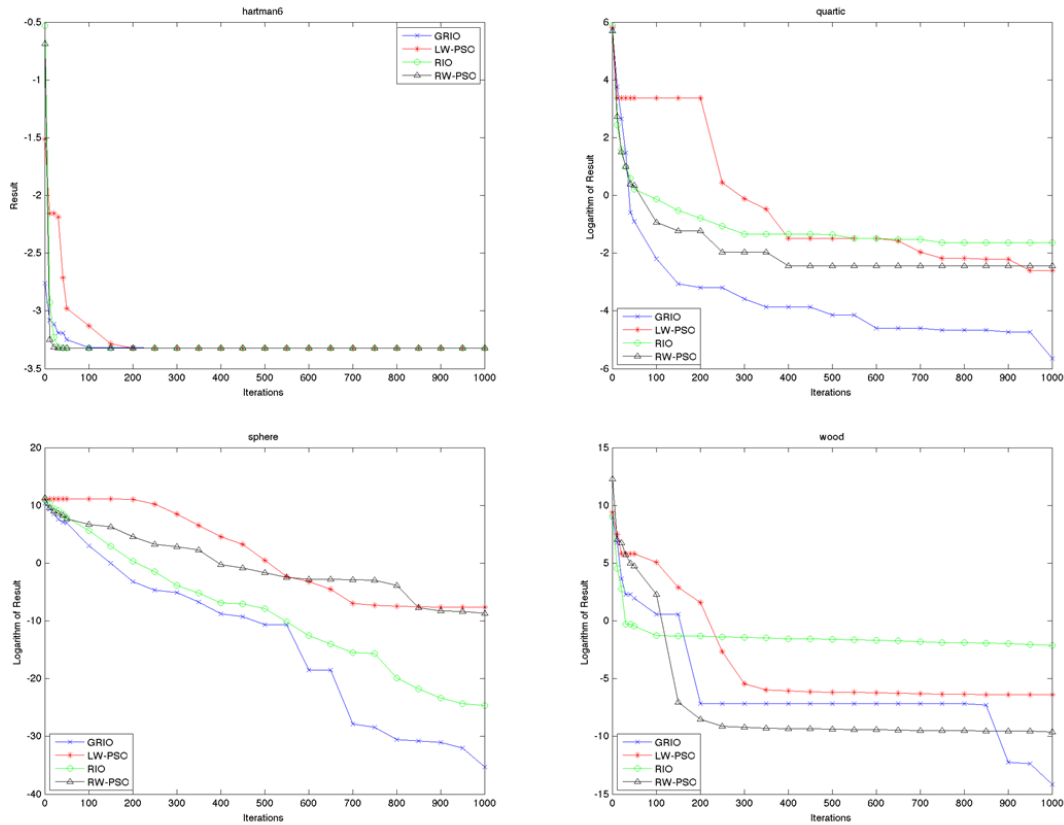 hartman6
-0.5
-1
-1.5
-2
-2.5
-3
-3.5
Result
0 100 200 300 400 500 600 700 800 900 1000
Iterations
GRIO
LW-PSO
RIO
RW-PSO
quartic
6
4
2
0
-2
-4
-6
Logarithm of Result
0 100 200 300 400 500 600 700 800 900 1000
Iterations
GRIO
LW-PSO
RIO
RW-PSO
sphere
20
10
0
-10
-20
-30
-40
Logarithm of Result
0 100 200 300 400 500 600 700 800 900 1000
Iterations
GRIO
LW-PSO
RIO
RW-PSO
wood
15
10
5
0
-5
-10
-15
Logarithm of Result
0 100 200 300 400 500 600 700 800 900 1000
Iterations
GRIO
LW-PSO
RIO
RW-PSO